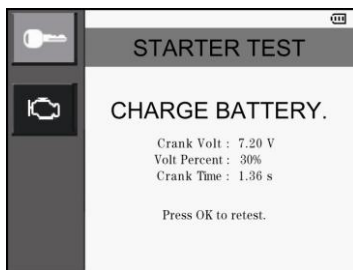 STARTER TEST
CHARGE BATTERY.
Crank Volt : 7.20 V
Volt Percent : 30%
Crank Time : 1.36 s
Press OK to retest.